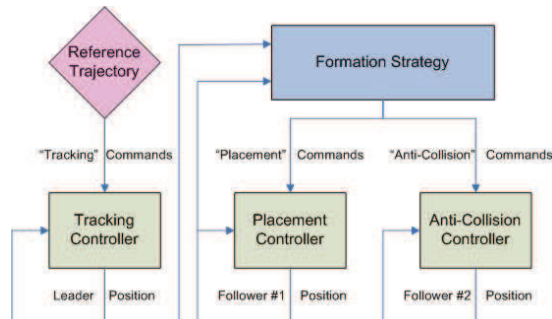 Reference
Trajectory
Formation Strategy
“Tracking” Commands
“Placement” Commands
“Anti-Collision” Commands
Tracking
Controller
Placement
Controller
Anti-Collision
Controller
Leader Position
Follower #1 Position
Follower #2 Position